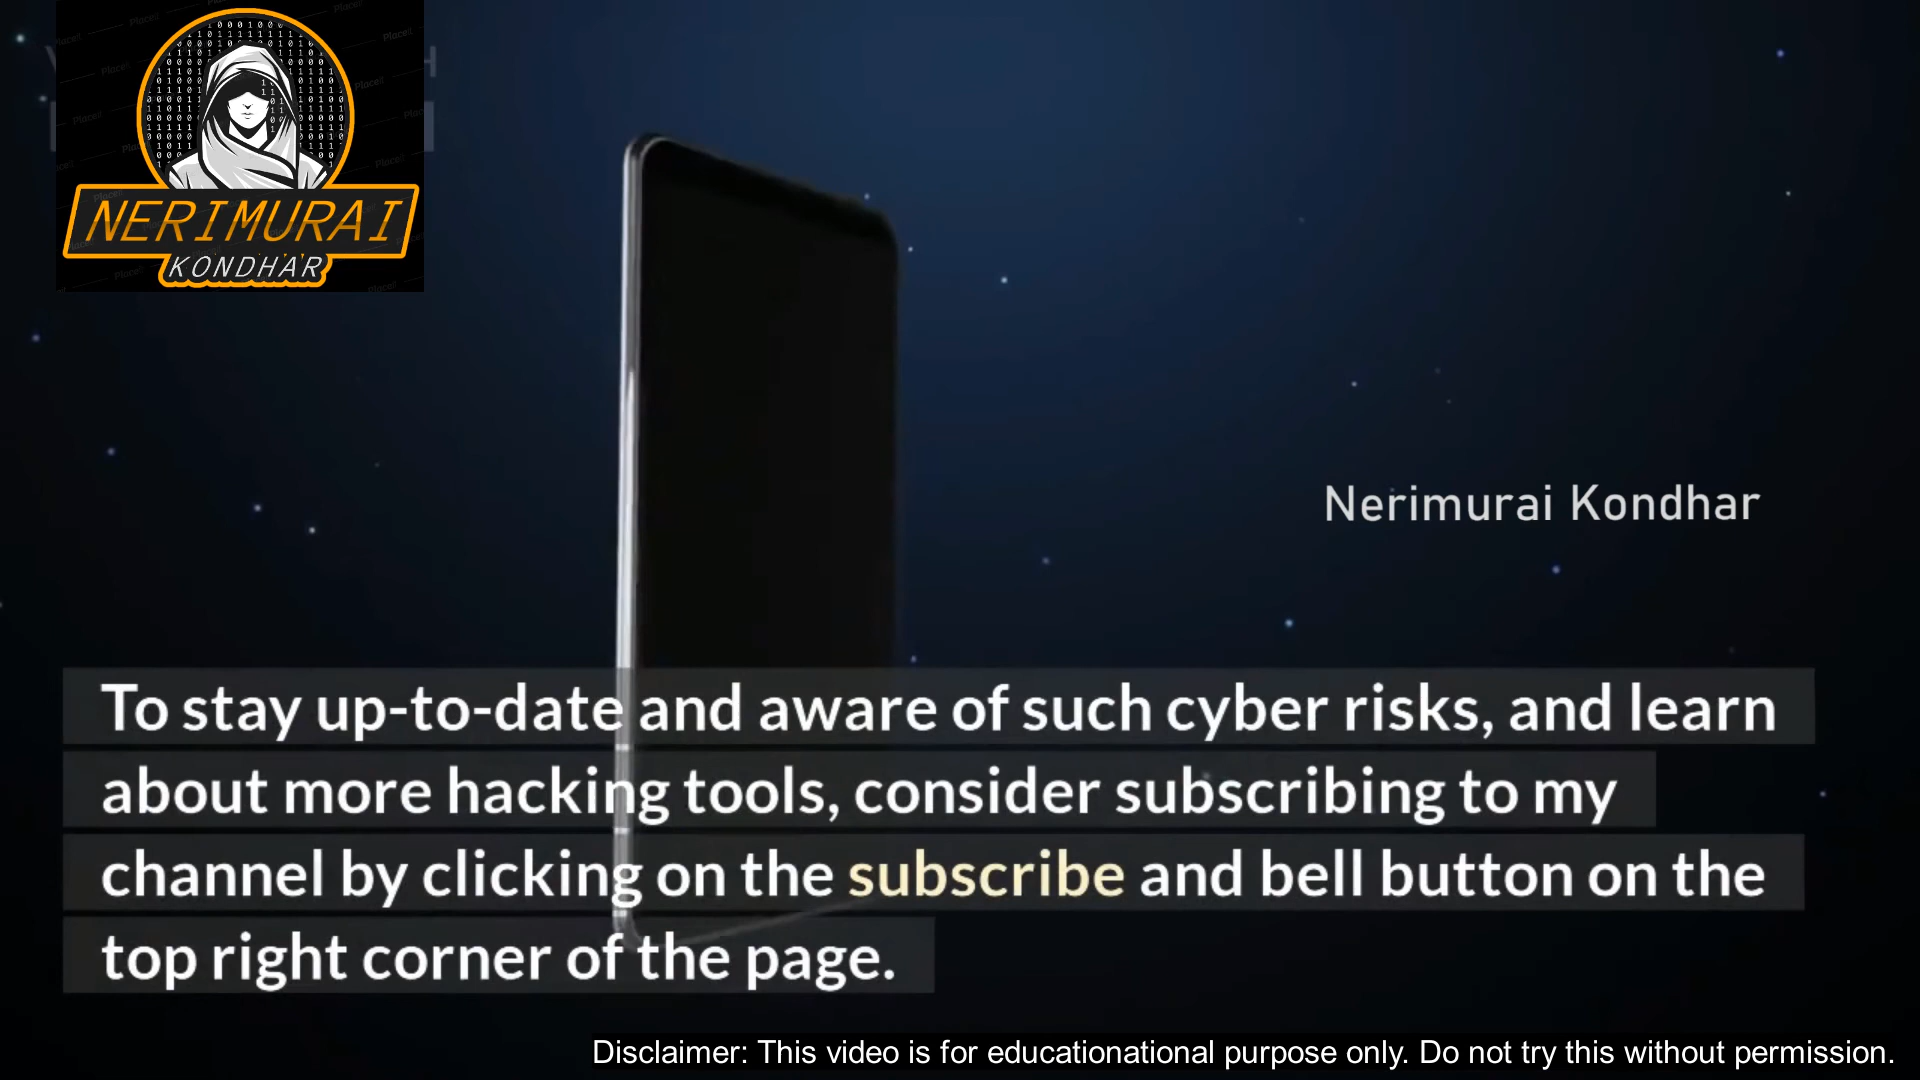 NERIMURAI
KONDHAR
Nerimurai Kondhar
To stay up-to-date and aware of such cyber risks, and learn
about more hacking tools, consider subscribing to my
channel by clicking on the subscribe and bell button on the
top right corner of the page.
Disclaimer: This video is for educationational purpose only. Do not try this without permission.